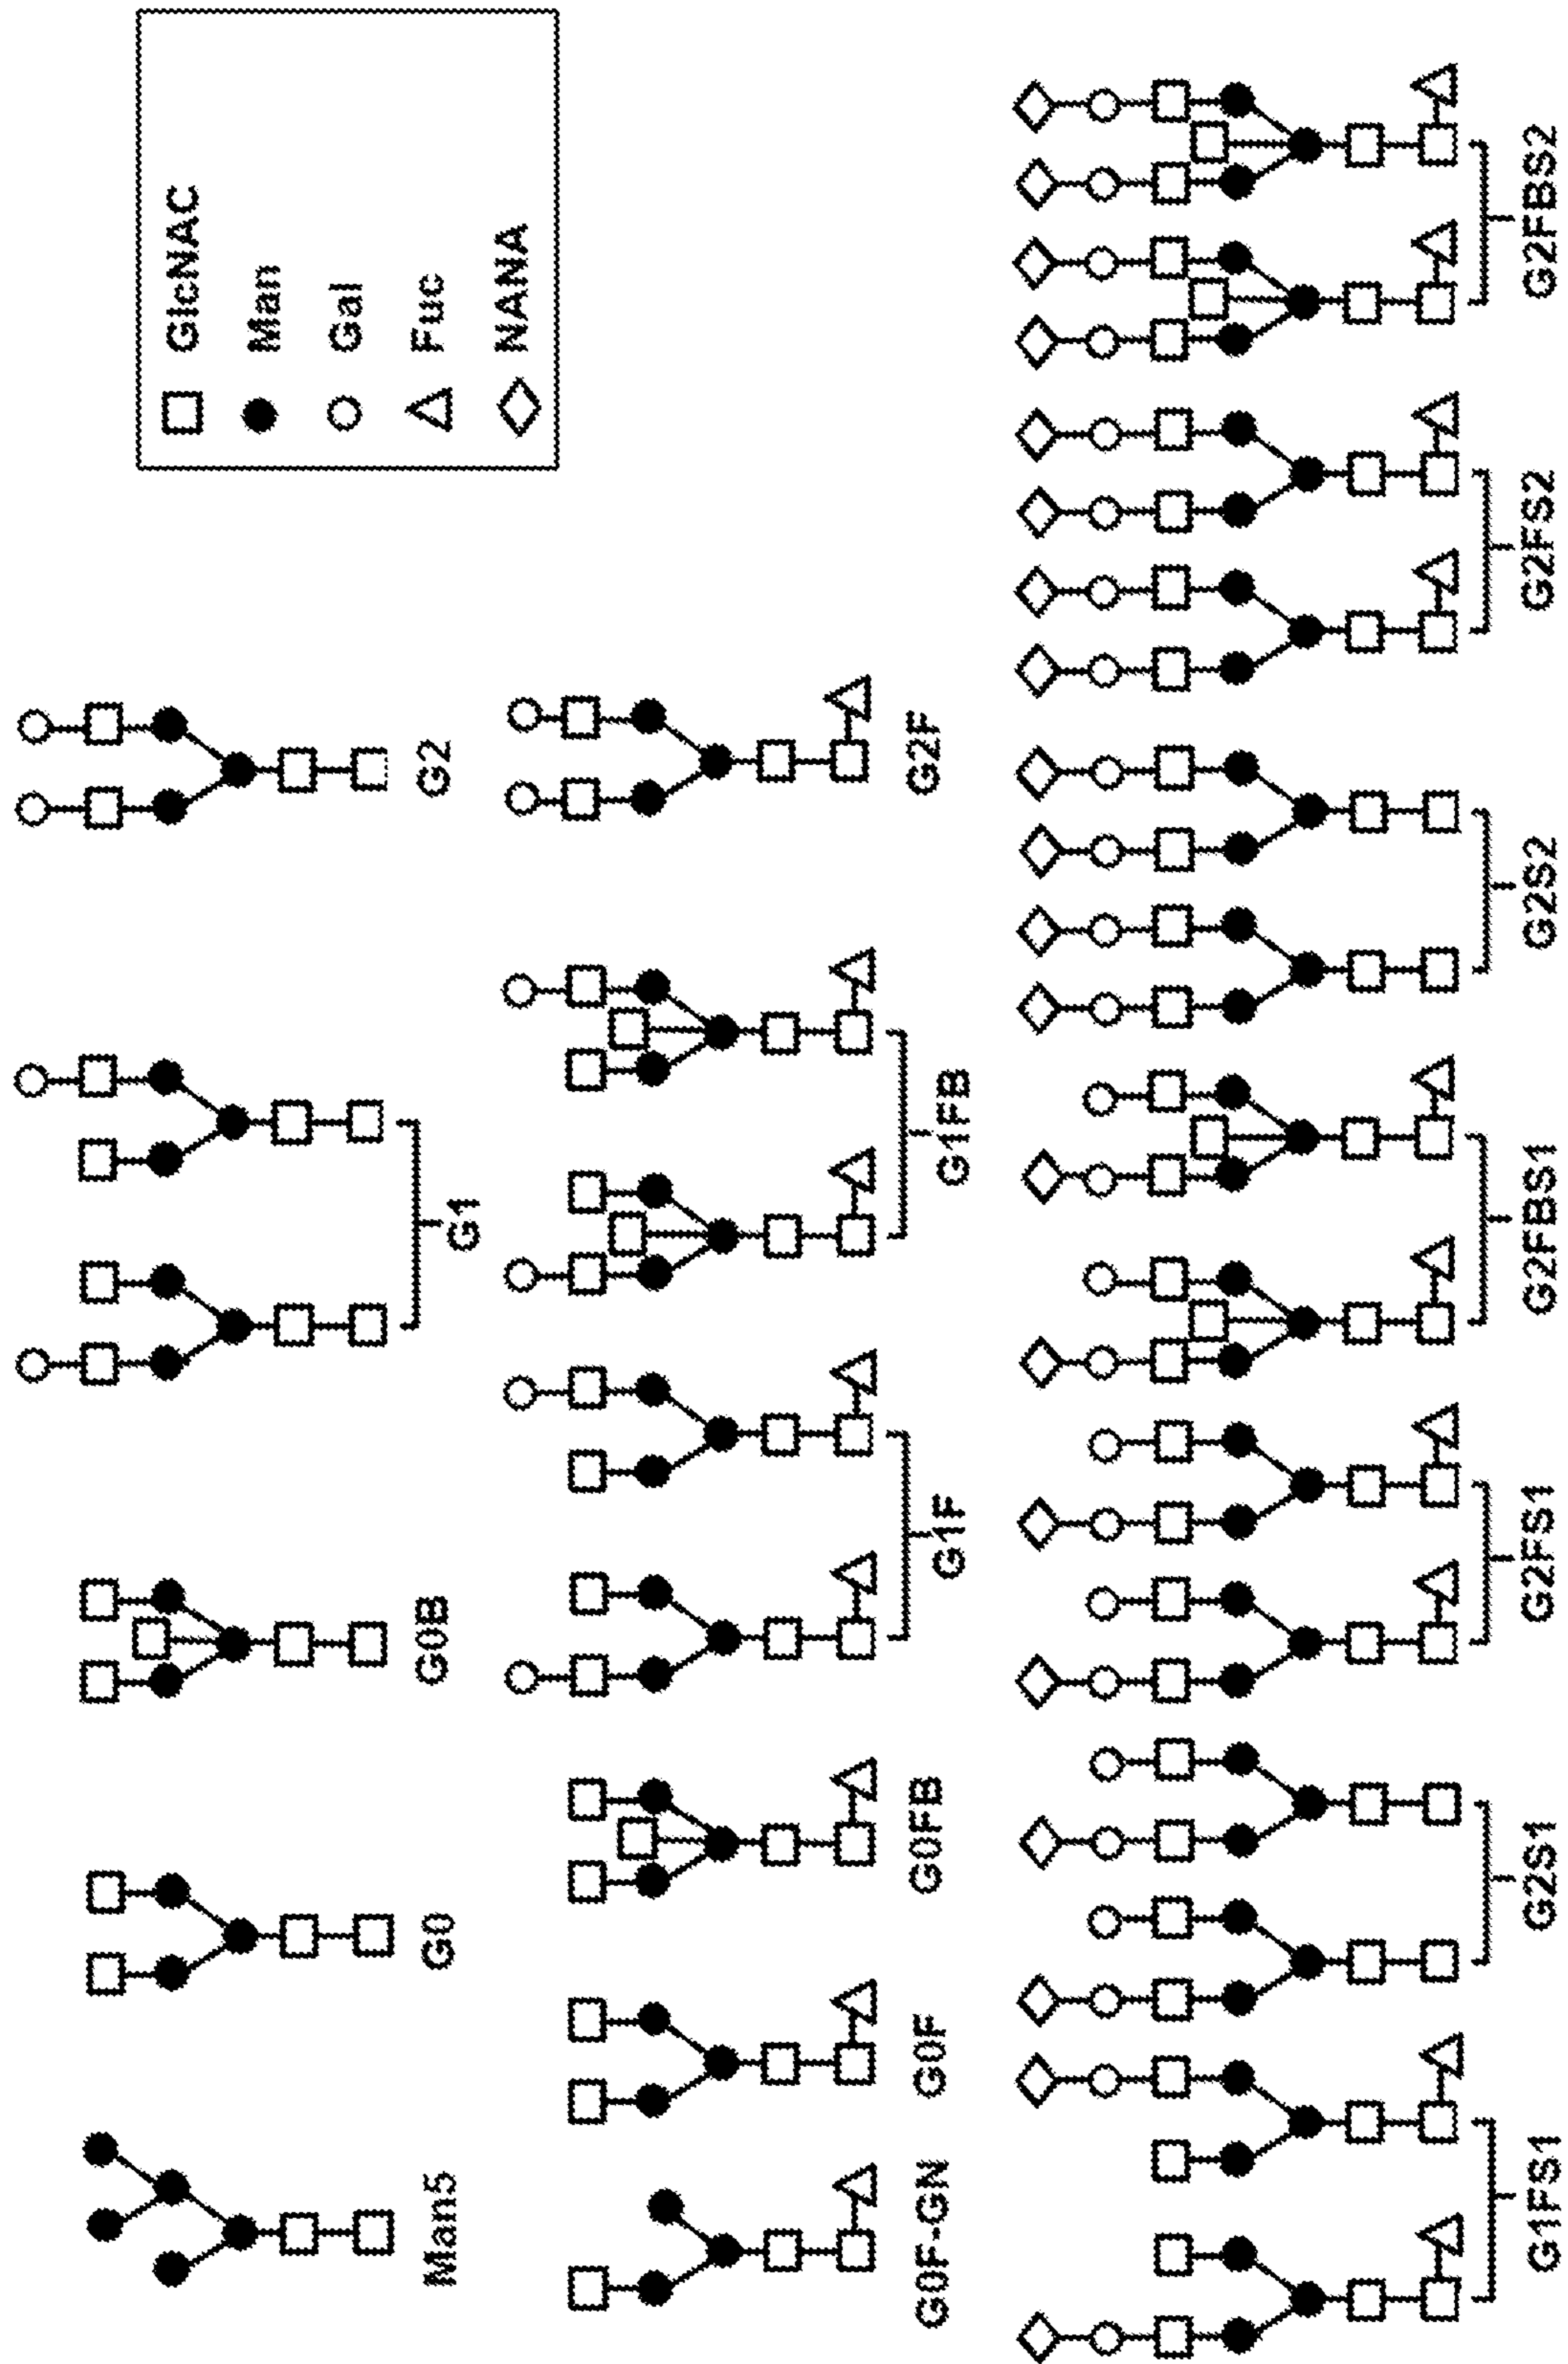 GlcNAC
Man
Gal
Fuc
NANA
Man5
G0
G0B
G1
G2
G0F-GN
G0F
G0FB
G1F
G1FB
G2F
G1FS1
G2S1
G2FS1
G2FBS1
G2S2
G2FS2
G2FBS2